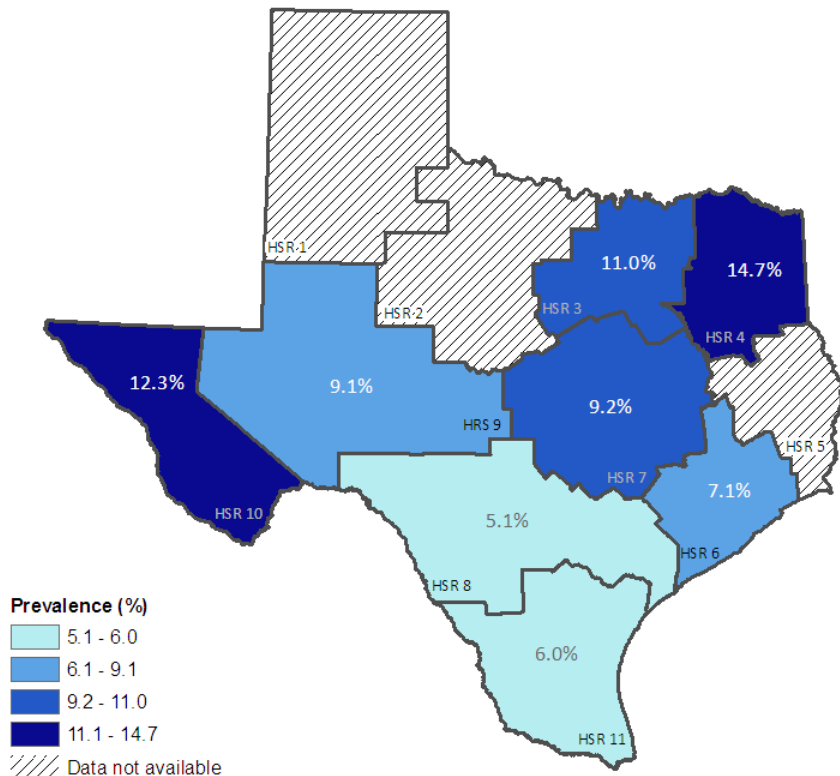 HSR 1
HSR 2
11.0%
HSR 3
14.7%
HSR 4
12.3%
HSR 10
9.1%
HRS 9
9.2%
HSR 7
HSR 5
7.1%
HSR 6
5.1%
HSR 8
6.0%
HSR 11
Prevalence (%)
5.1 - 6.0
6.1 - 9.1
9.2 - 11.0
11.1 - 14.7
Data not available